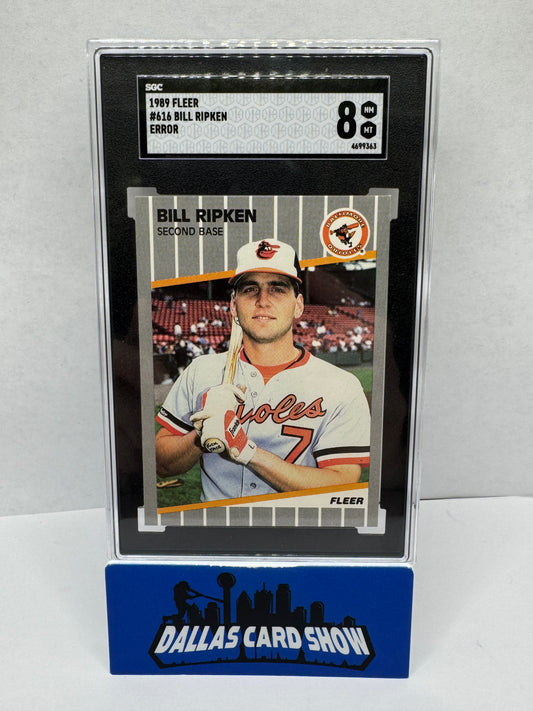 SGC
1989 FLEER
#616 BILL RIPKEN
ERROR
8
NM
MT
4699363
BILL RIPKEN
SECOND BASE
BALTIMORE
ORIOLES
Orioles
7
FLEER
DALLAS CARD SHOW